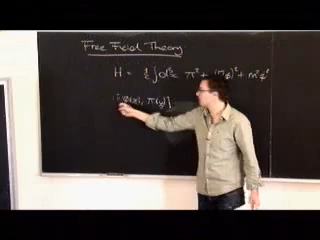 Free Field Theory
H = ½ ∫ d³x π² + (∇φ)² + m²φ²
[φ(x), π(y)]